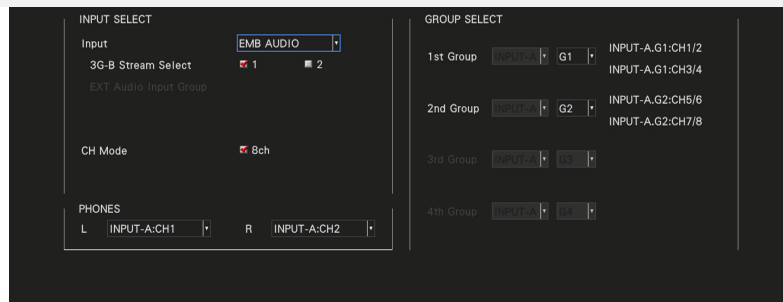 INPUT SELECT
Input EMB AUDIO
3G-B Stream Select 1 2
EXT Audio Input Group
CH Mode 8ch
PHONES
L INPUT-A:CH1 R INPUT-A:CH2
GROUP SELECT
1st Group INPUT-A G1 INPUT-A.G1:CH1/2
INPUT-A.G1:CH3/4
2nd Group INPUT-A G2 INPUT-A.G2:CH5/6
INPUT-A.G2:CH7/8
3rd Group INPUT-A G3
4th Group INPUT-A G4